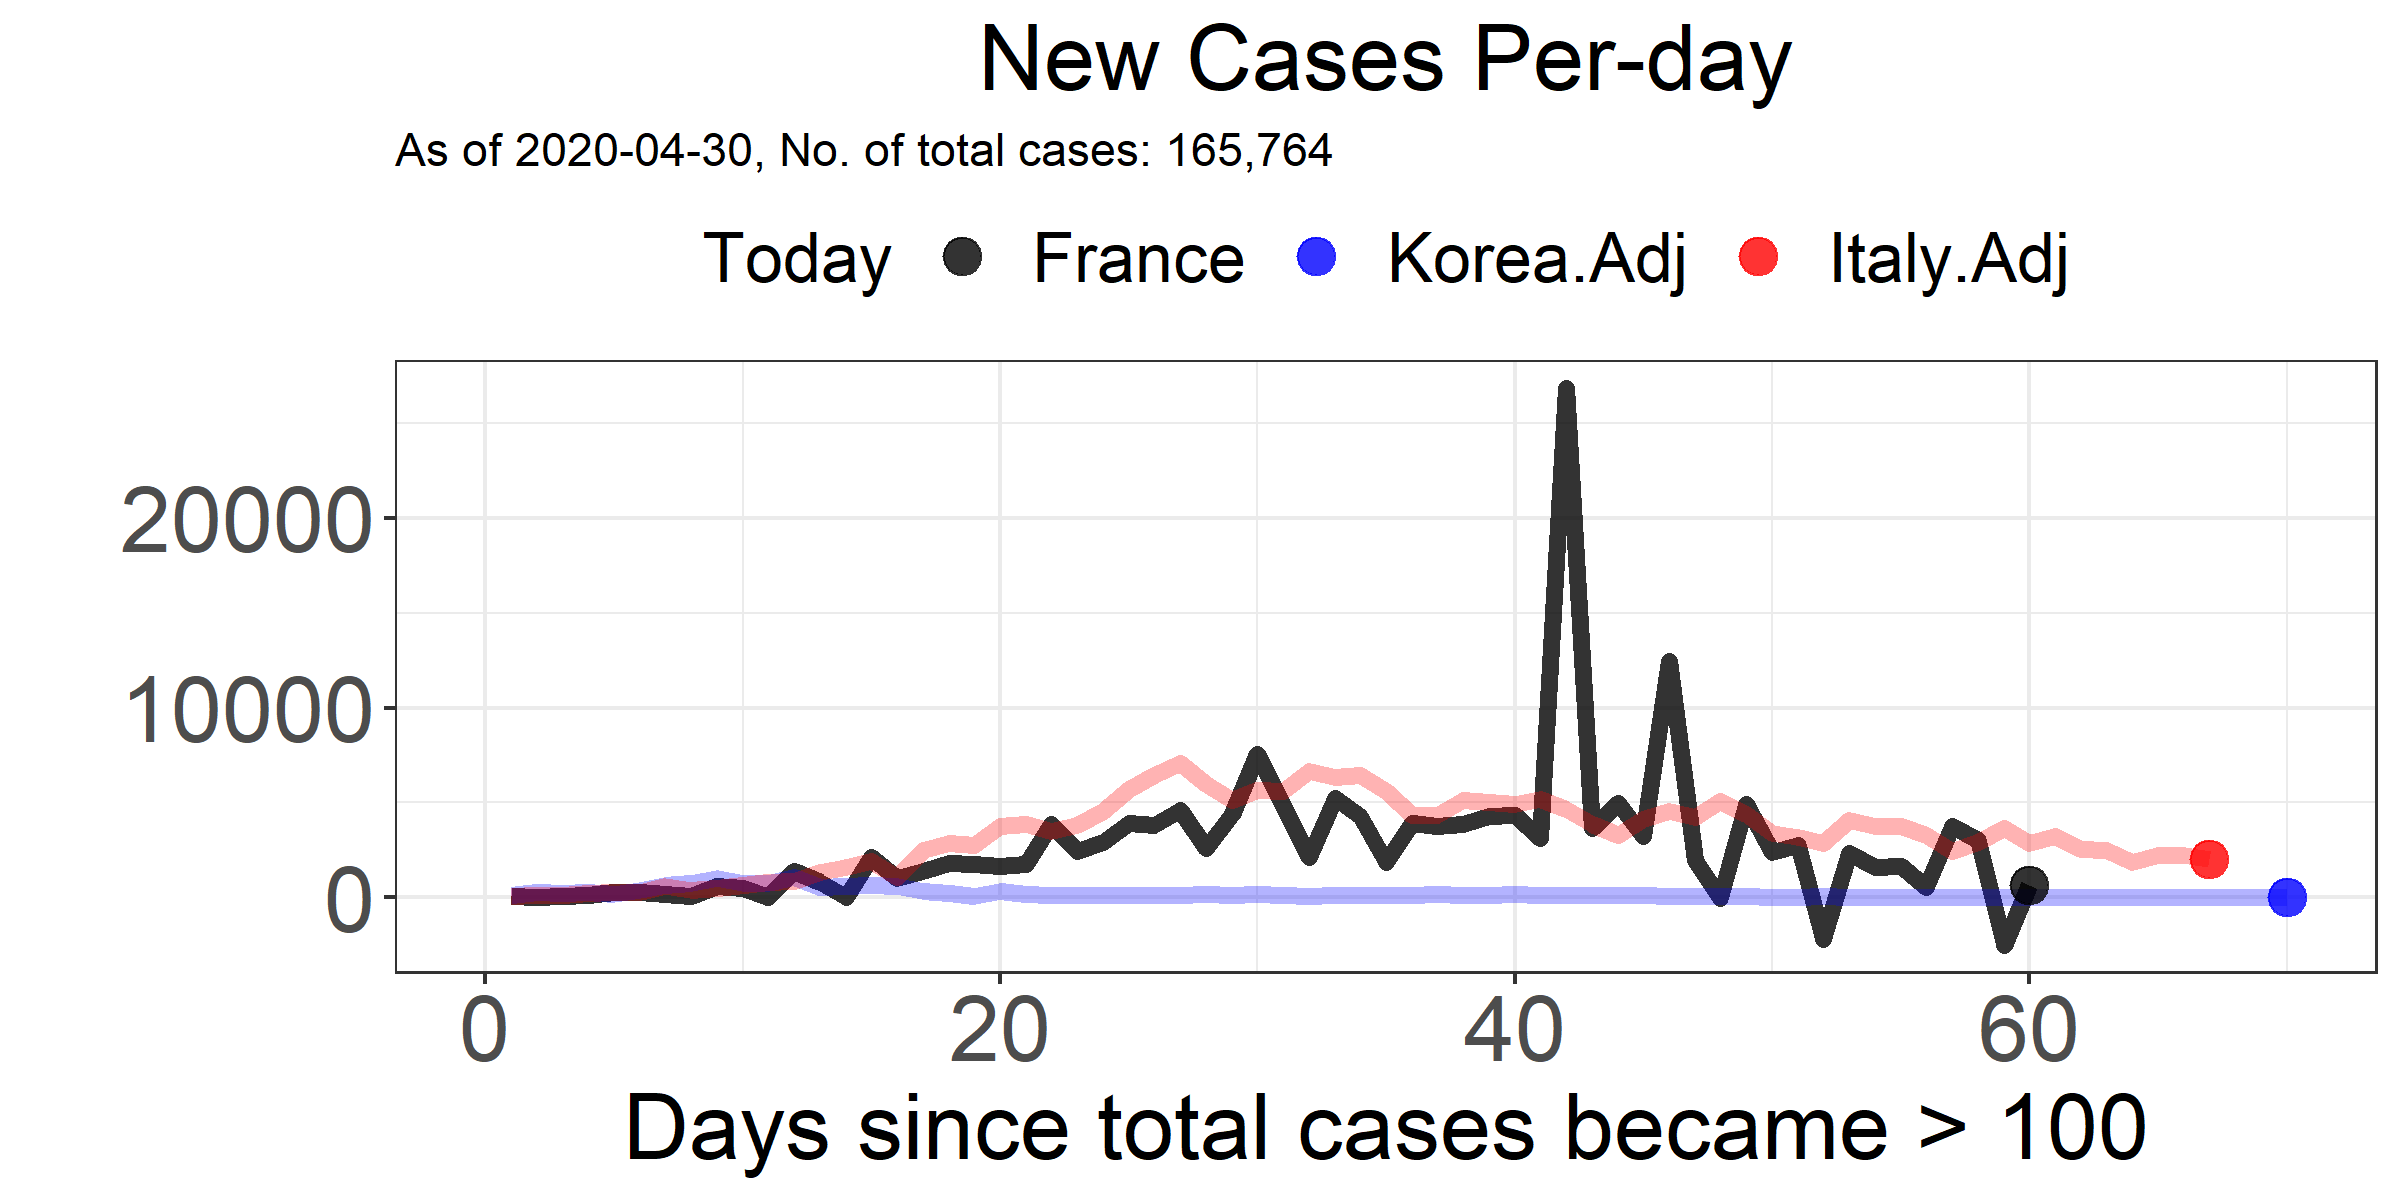 New Cases Per-day
As of 2020-04-30, No. of total cases: 165,764
Today France Korea.Adj Italy.Adj
20000
10000
0
0 20 40 60
Days since total cases became > 100